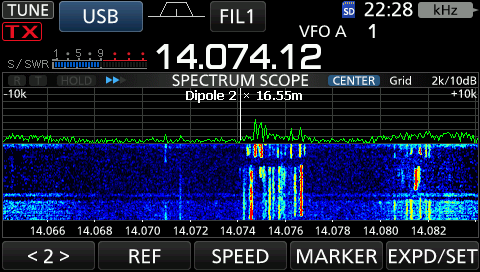 TUNE USB FIL1 SD 22:28 kHz
TX VFO A 1
1 5 9
S/SWR 14.074.12
R T HOLD SPECTRUM SCOPE CENTER Grid 2k/10dB
-10k Dipole 2 × 16.55m +10k
14.066 14.068 14.070 14.072 14.074 14.076 14.078 14.080 14.082
< 2 > REF SPEED MARKER EXPD/SET